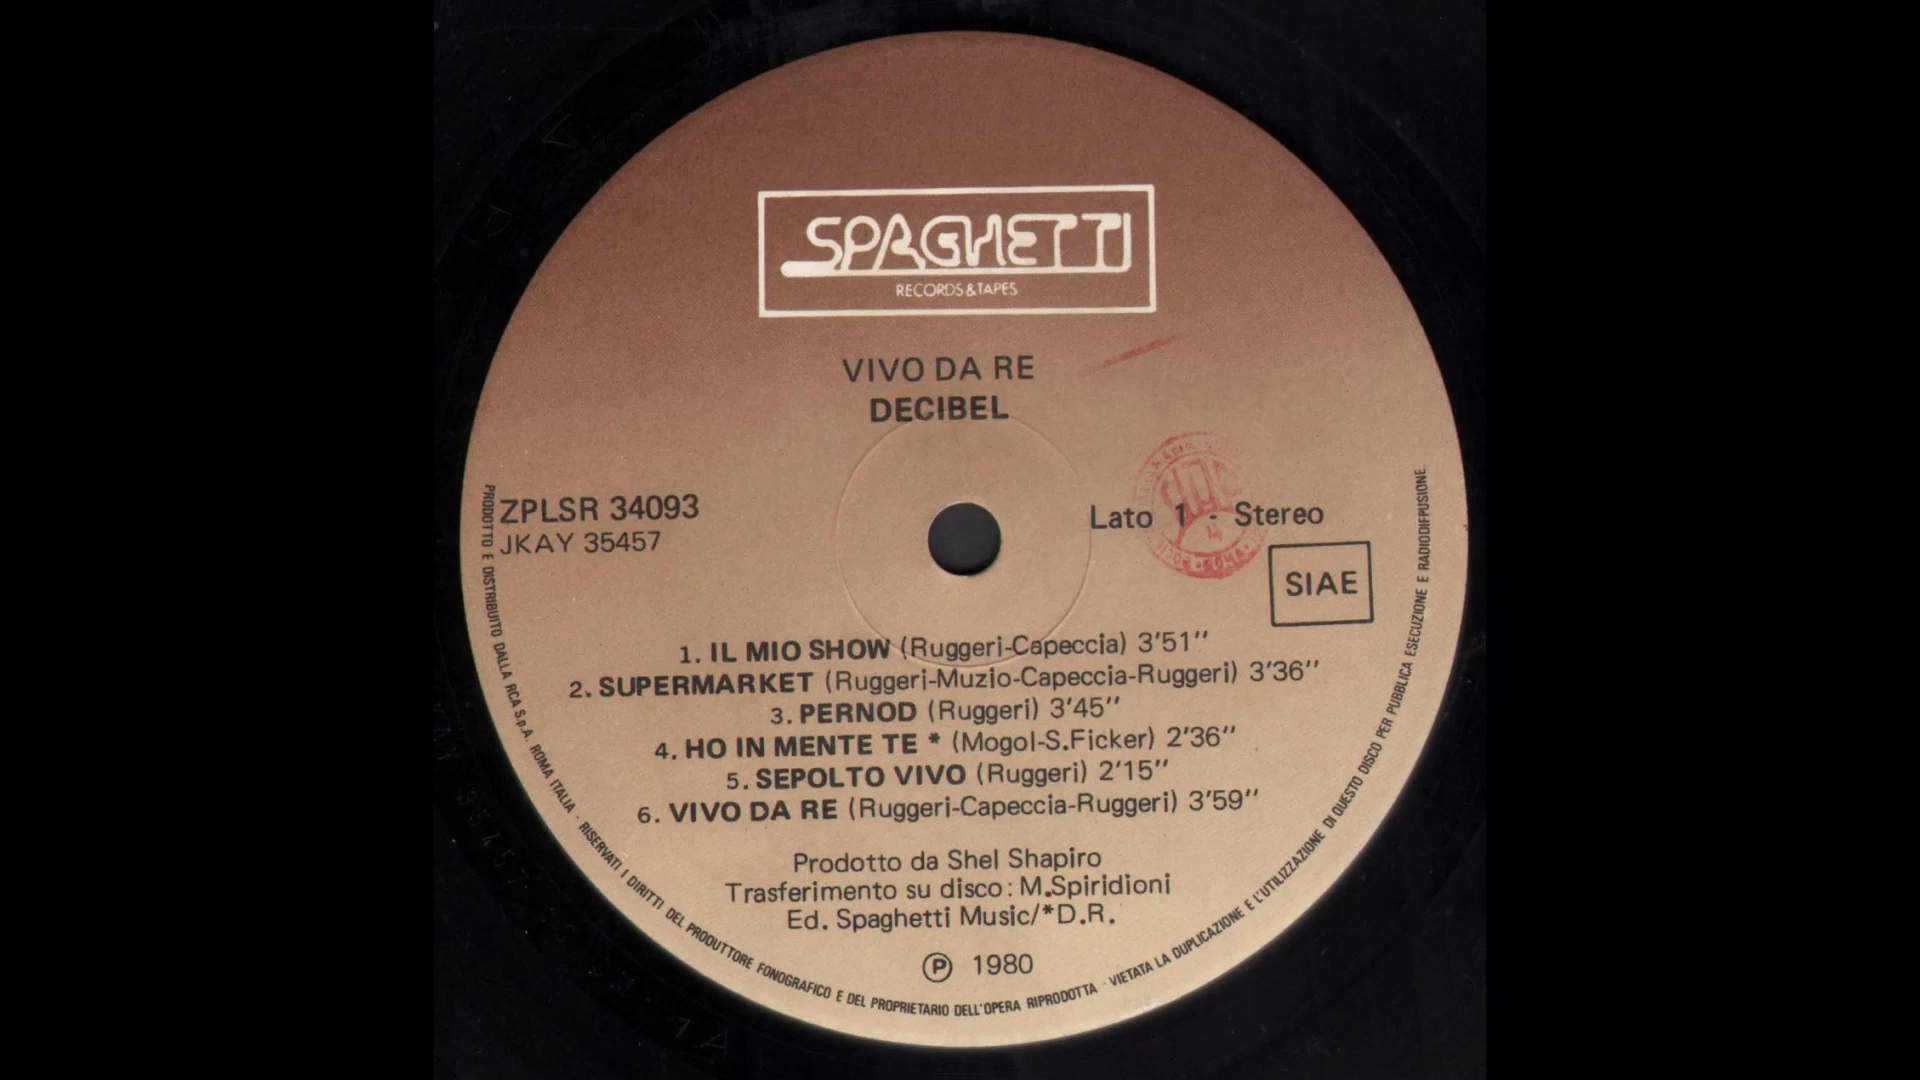 SPAGHETTI
RECORDS & TAPES
VIVO DA RE
DECIBEL
ZPLSR 34093
JKAY 35457
Lato 1 - Stereo
SIAE
1. IL MIO SHOW (Ruggeri-Capeccia) 3'51''
2. SUPERMARKET (Ruggeri-Muzio-Capeccia-Ruggeri) 3'36''
3. PERNOD (Ruggeri) 3'45''
4. HO IN MENTE TE * (Mogol-S.Ficker) 2'36''
5. SEPOLTO VIVO (Ruggeri) 2'15''
6. VIVO DA RE (Ruggeri-Capeccia-Ruggeri) 3'59''
Prodotto da Shel Shapiro
Trasferimento su disco: M.Spiridioni
Ed. Spaghetti Music/*D.R.
Ⓟ 1980
PRODOTTO E DISTRIBUITO DALLA RCA S.p.A. ROMA ITALIA · RISERVATI I DIRITTI DEL PRODUTTORE FONOGRAFICO E DEL PROPRIETARIO DELL'OPERA RIPRODOTTA · VIETATA LA DUPLICAZIONE E L'UTILIZZAZIONE DI QUESTO DISCO PER PUBBLICA ESECUZIONE E RADIODIFFUSIONE